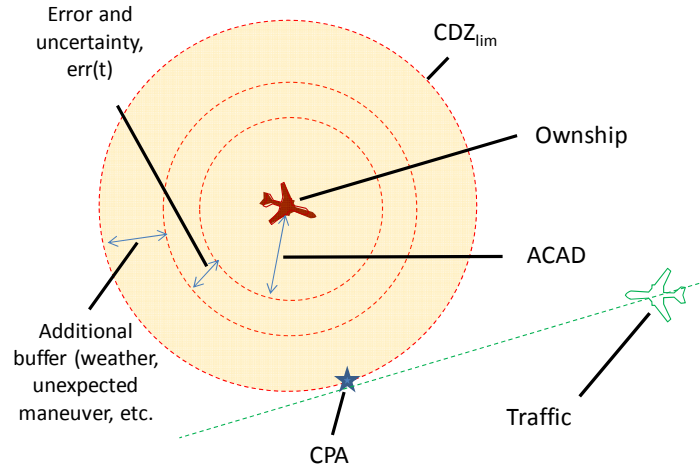 Error and
uncertainty,
err(t)
CDZlim
Ownship
ACAD
Additional
buffer (weather,
unexpected
maneuver, etc.
Traffic
CPA